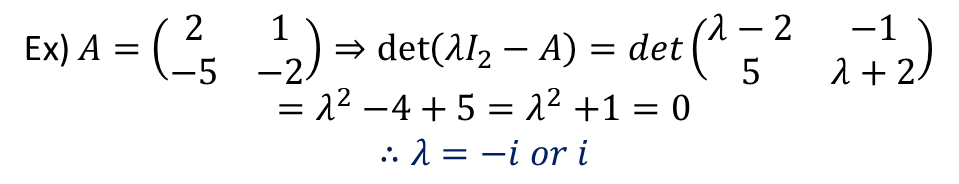 Ex) A = (2 1 −5 −2) ⇒ det(λI₂ − A) = det (λ − 2 −1 5 λ + 2)
= λ² −4 + 5 = λ² +1 = 0
∴ λ = −i or i